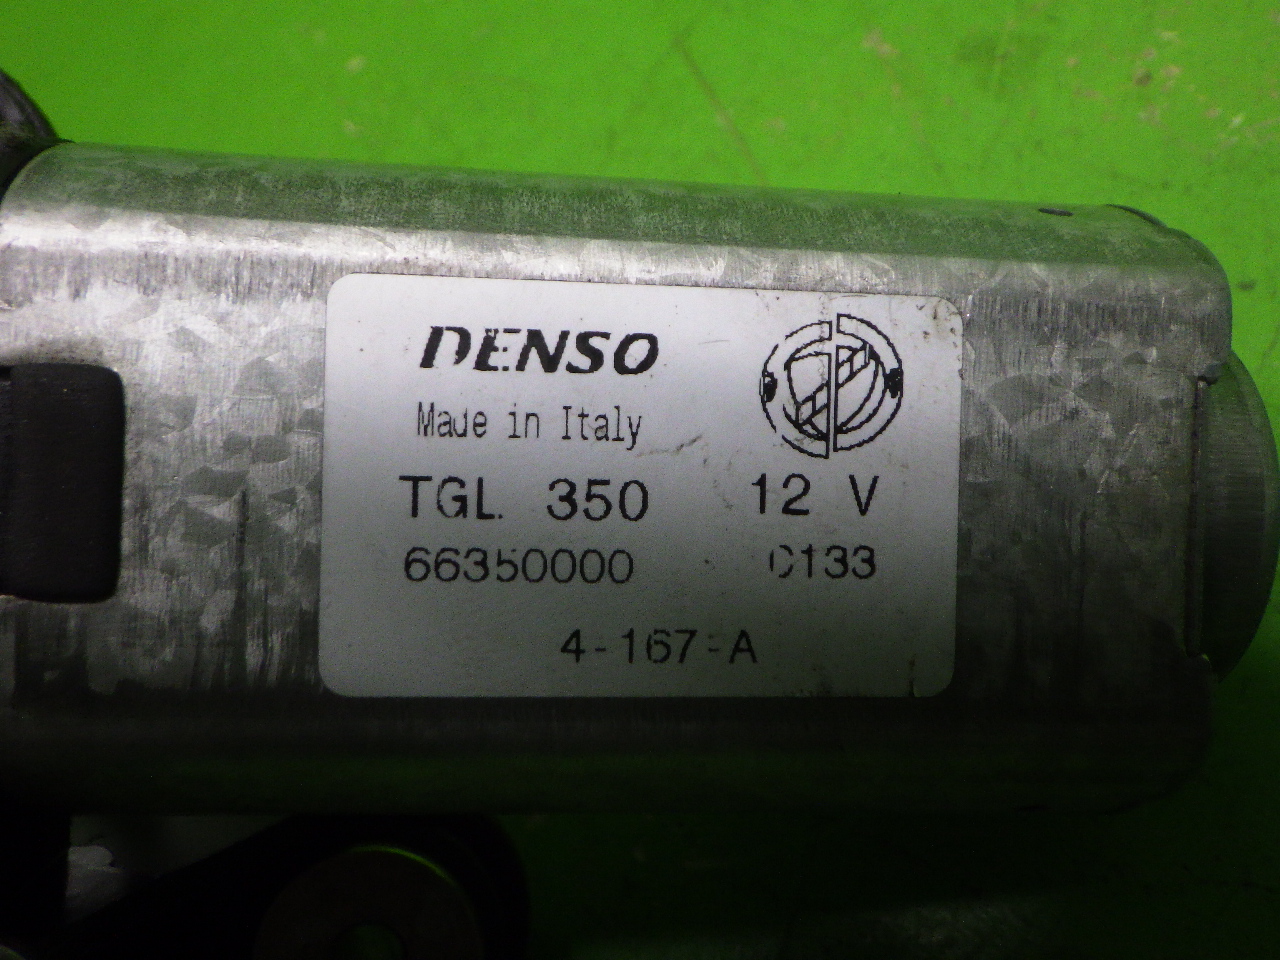 DENSO
Made in Italy
TGL 350 12 V
66350000 C133
4-167-A